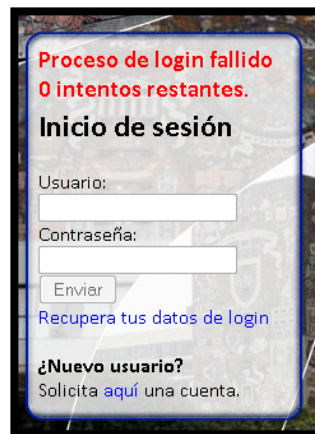 Proceso de login fallido
0 intentos restantes.
Inicio de sesión
Usuario:
Contraseña:
Enviar
Recupera tus datos de login
¿Nuevo usuario?
Solicita aquí una cuenta.